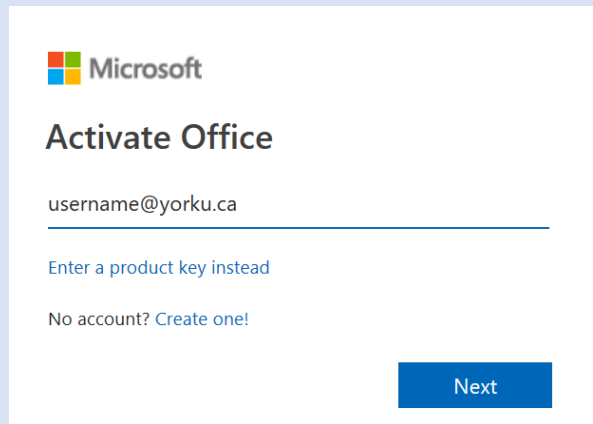 Microsoft
Activate Office
username@yorku.ca
Enter a product key instead
No account? Create one!
Next